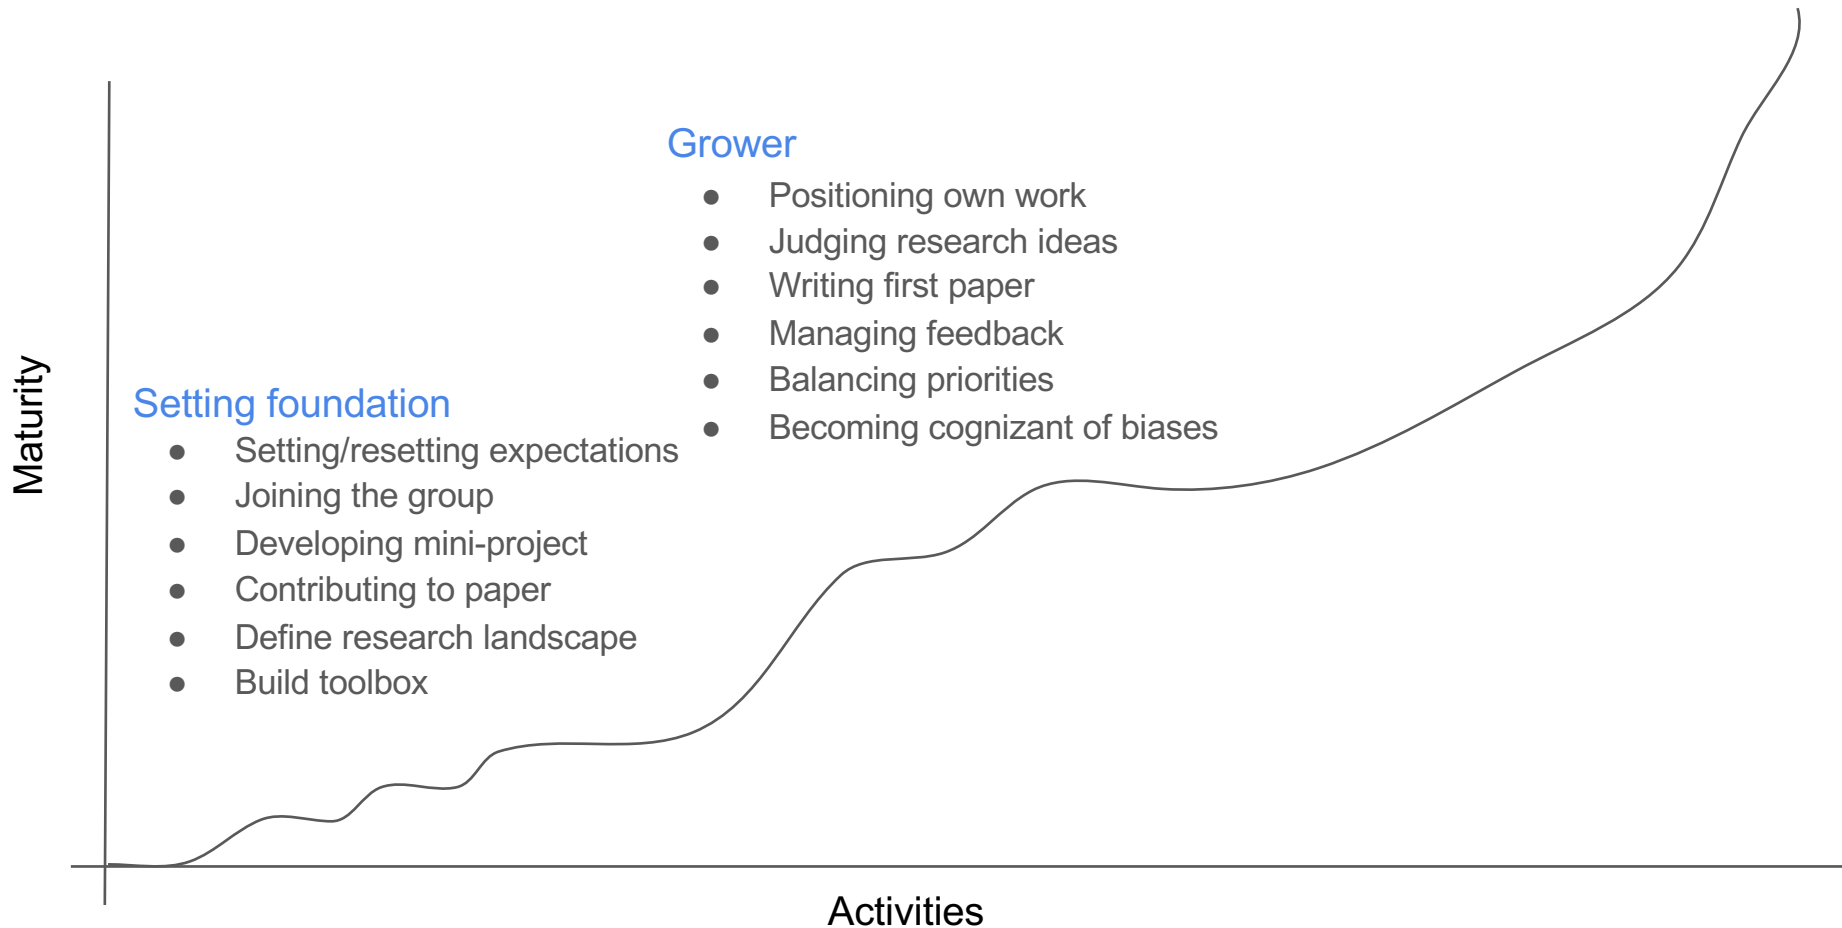 Grower
● Positioning own work
● Judging research ideas
● Writing first paper
● Managing feedback
● Balancing priorities
● Becoming cognizant of biases
Setting foundation
● Setting/resetting expectations
● Joining the group
● Developing mini-project
● Contributing to paper
● Define research landscape
● Build toolbox
Maturity
Activities